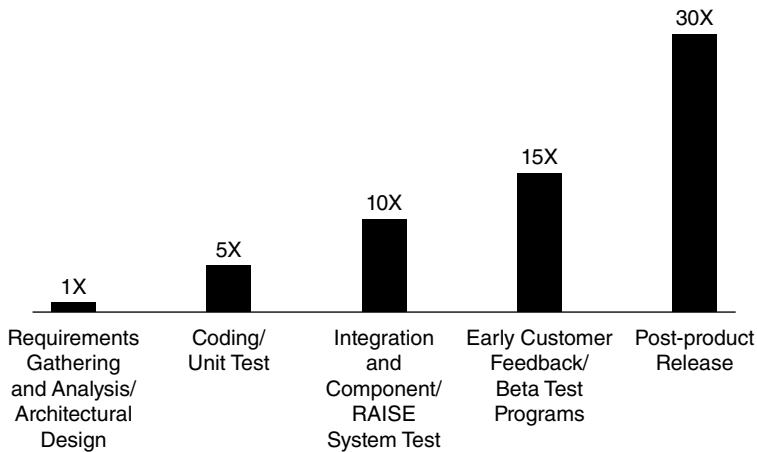 30X
15X
10X
5X
1X
Requirements
Gathering
and Analysis/
Architectural
Design
Coding/
Unit Test
Integration
and
Component/
RAISE
System Test
Early Customer
Feedback/
Beta Test
Programs
Post-product
Release